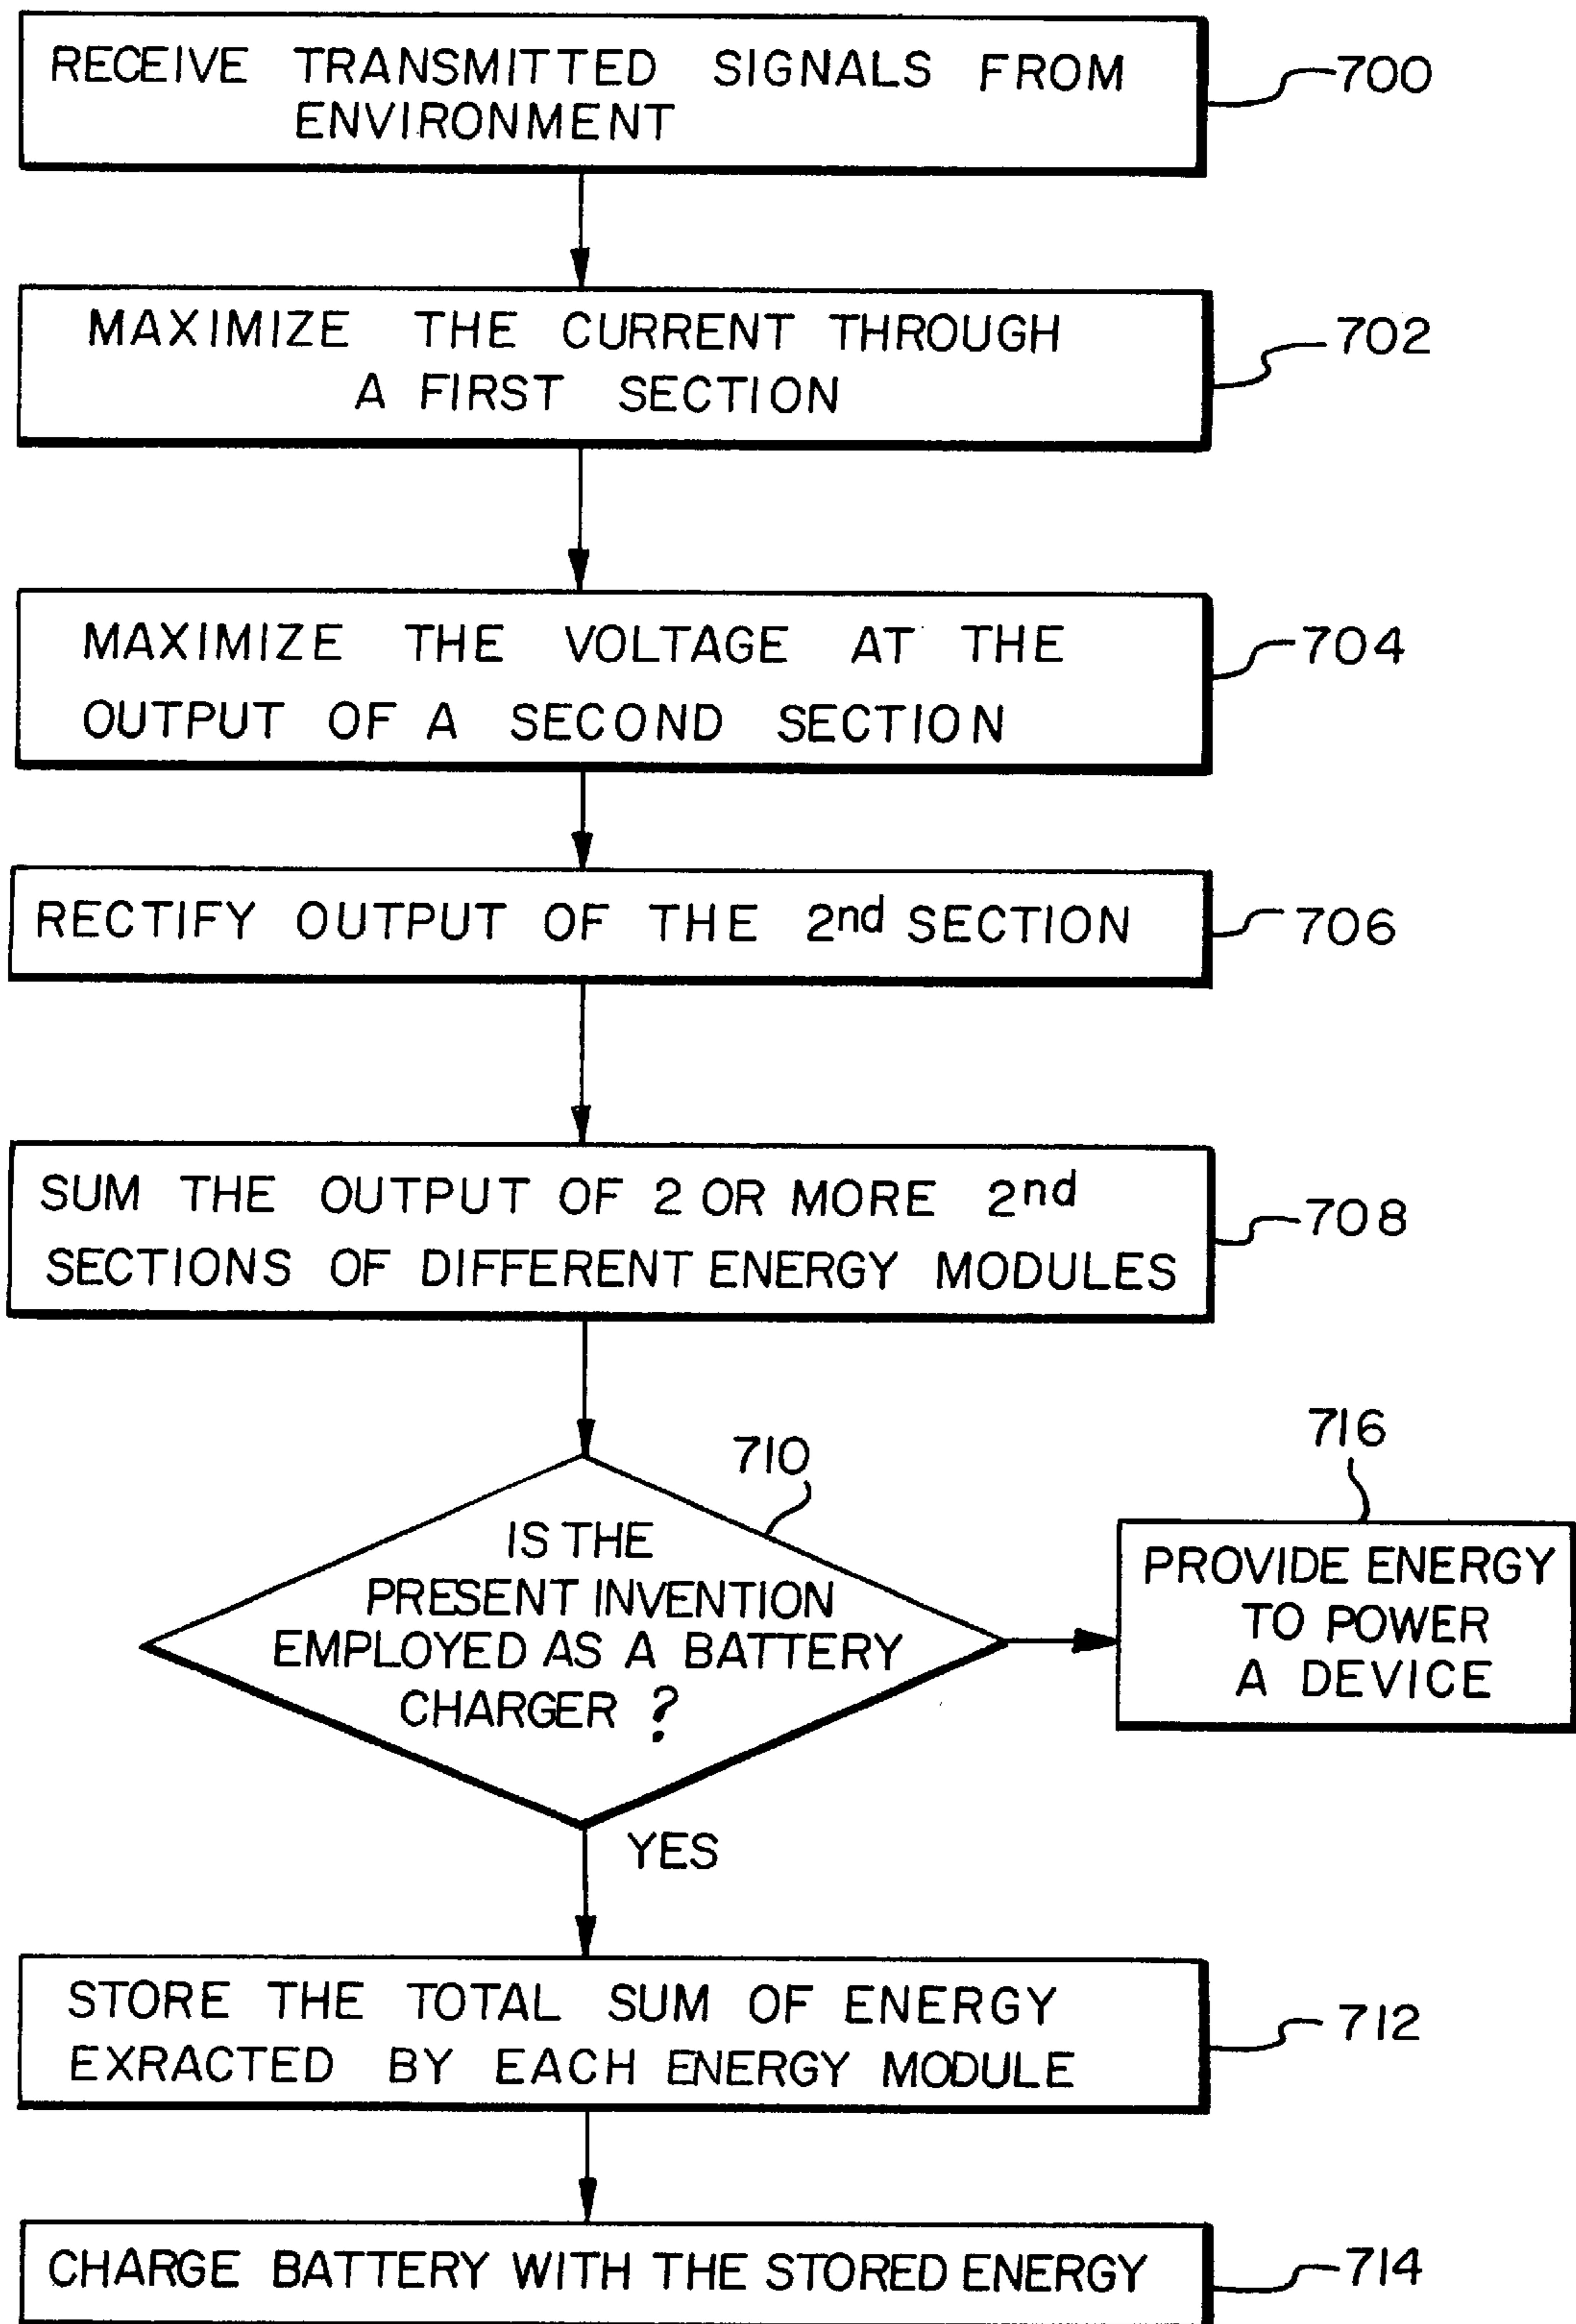 RECEIVE TRANSMITTED SIGNALS FROM
ENVIRONMENT
700
MAXIMIZE THE CURRENT THROUGH
A FIRST SECTION
702
MAXIMIZE THE VOLTAGE AT THE
OUTPUT OF A SECOND SECTION
704
RECTIFY OUTPUT OF THE 2nd SECTION
706
SUM THE OUTPUT OF 2 OR MORE 2nd
SECTIONS OF DIFFERENT ENERGY MODULES
708
710
IS THE
PRESENT INVENTION
EMPLOYED AS A BATTERY
CHARGER ?
716
PROVIDE ENERGY
TO POWER
A DEVICE
YES
STORE THE TOTAL SUM OF ENERGY
EXRACTED BY EACH ENERGY MODULE
712
CHARGE BATTERY WITH THE STORED ENERGY
714